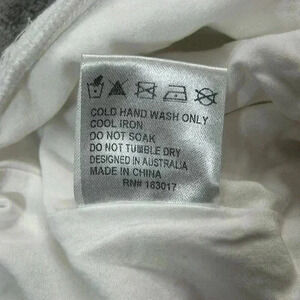 COLD HAND WASH ONLY
COOL IRON
DO NOT SOAK
DO NOT TUMBLE DRY
DESIGNED IN AUSTRALIA
MADE IN CHINA
RN# 163017